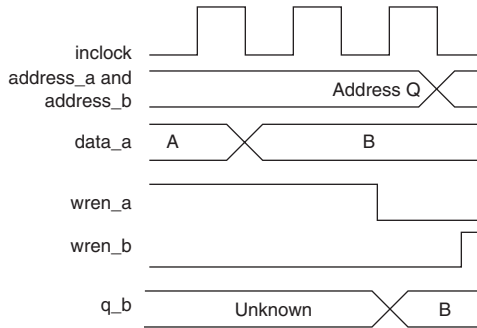 inclock
address_a and
address_b
Address Q
data_a
A
B
wren_a
wren_b
q_b
Unknown
B